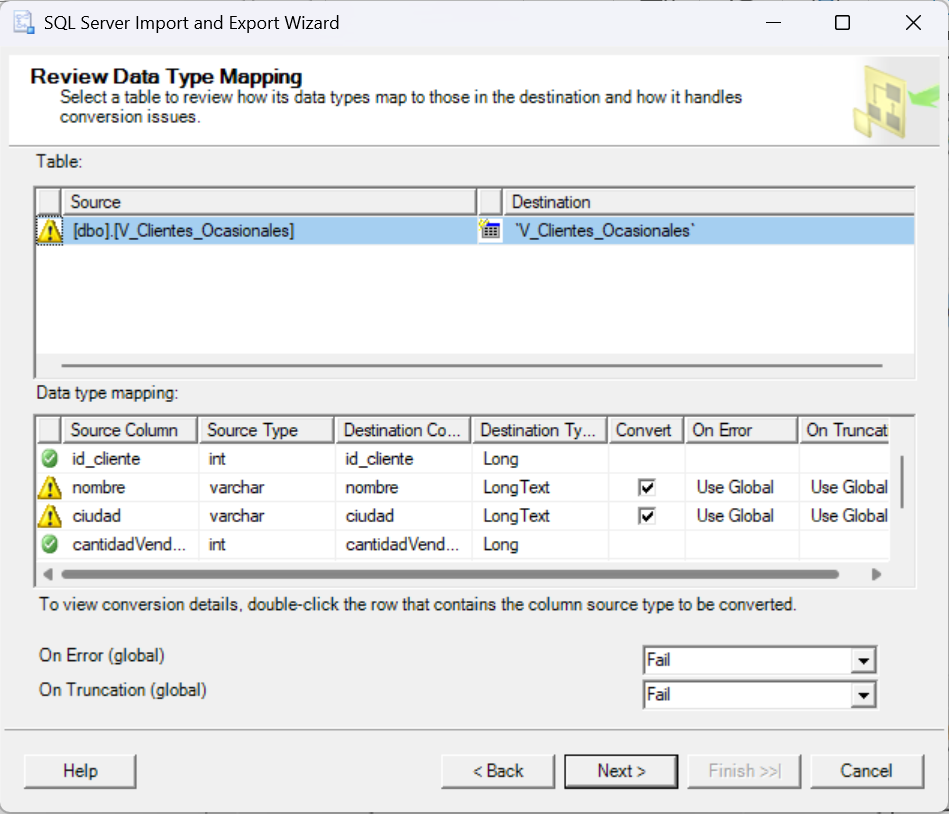 SQL Server Import and Export Wizard
Review Data Type Mapping
Select a table to review how its data types map to those in the destination and how it handles
conversion issues.
Table:
Source Destination
[dbo].[V_Clientes_Ocasionales] `V_Clientes_Ocasionales`
Data type mapping:
Source Column Source Type Destination Co... Destination Ty... Convert On Error On Truncat
id_cliente int id_cliente Long
nombre varchar nombre LongText Use Global Use Global
ciudad varchar ciudad LongText Use Global Use Global
cantidadVend... int cantidadVend... Long
To view conversion details, double-click the row that contains the column source type to be converted.
On Error (global) Fail
On Truncation (global) Fail
Help < Back Next > Finish >>| Cancel